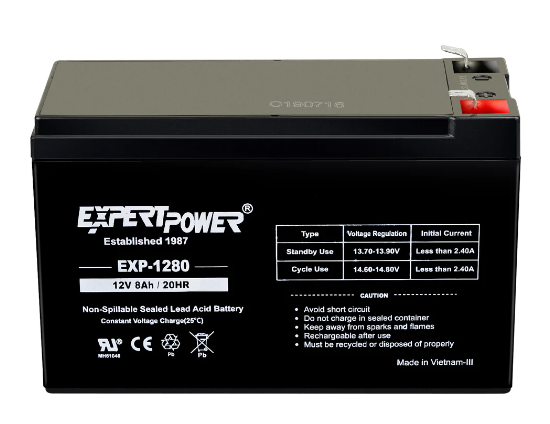 C190716
EXPERTPOWER®
Established 1987
EXP-1280
12V 8Ah / 20HR
Non-Spillable Sealed Lead Acid Battery
Constant Voltage Charge(25°C)
Type Voltage Regulation Initial Current
Standby Use 13.70-13.90V Less than 2.40A
Cycle Use 14.60-14.80V Less than 2.40A
CAUTION
• Avoid short circuit
• Do not charge in sealed container
• Keep away from sparks and flames
• Rechargeable after use
• Must be recycled or disposed of properly
MH61048
CE
Pb
Pb
Made in Vietnam-III